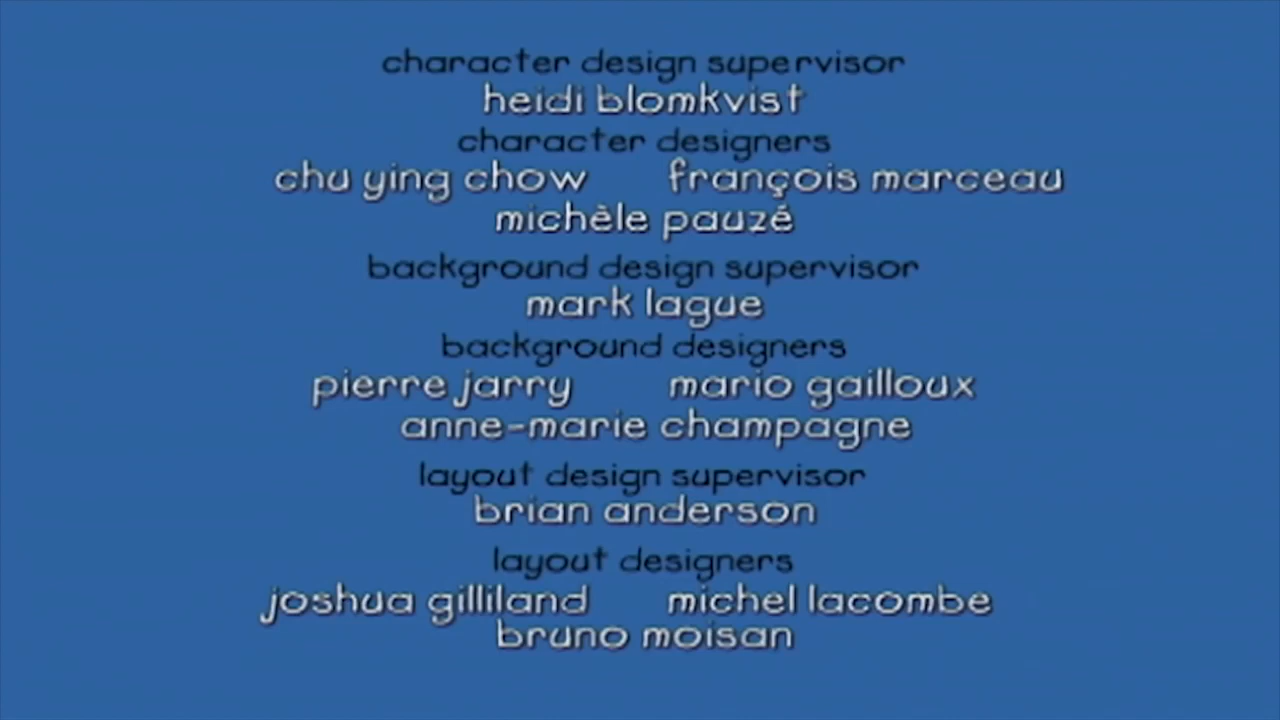 character design supervisor
heidi blomkvist
character designers
chu ying chow françois marceau
michèle pauzé
background design supervisor
mark lague
background designers
pierre jarry mario gailloux
anne-marie champagne
layout design supervisor
brian anderson
layout designers
joshua gilliland michel lacombe
bruno moisan